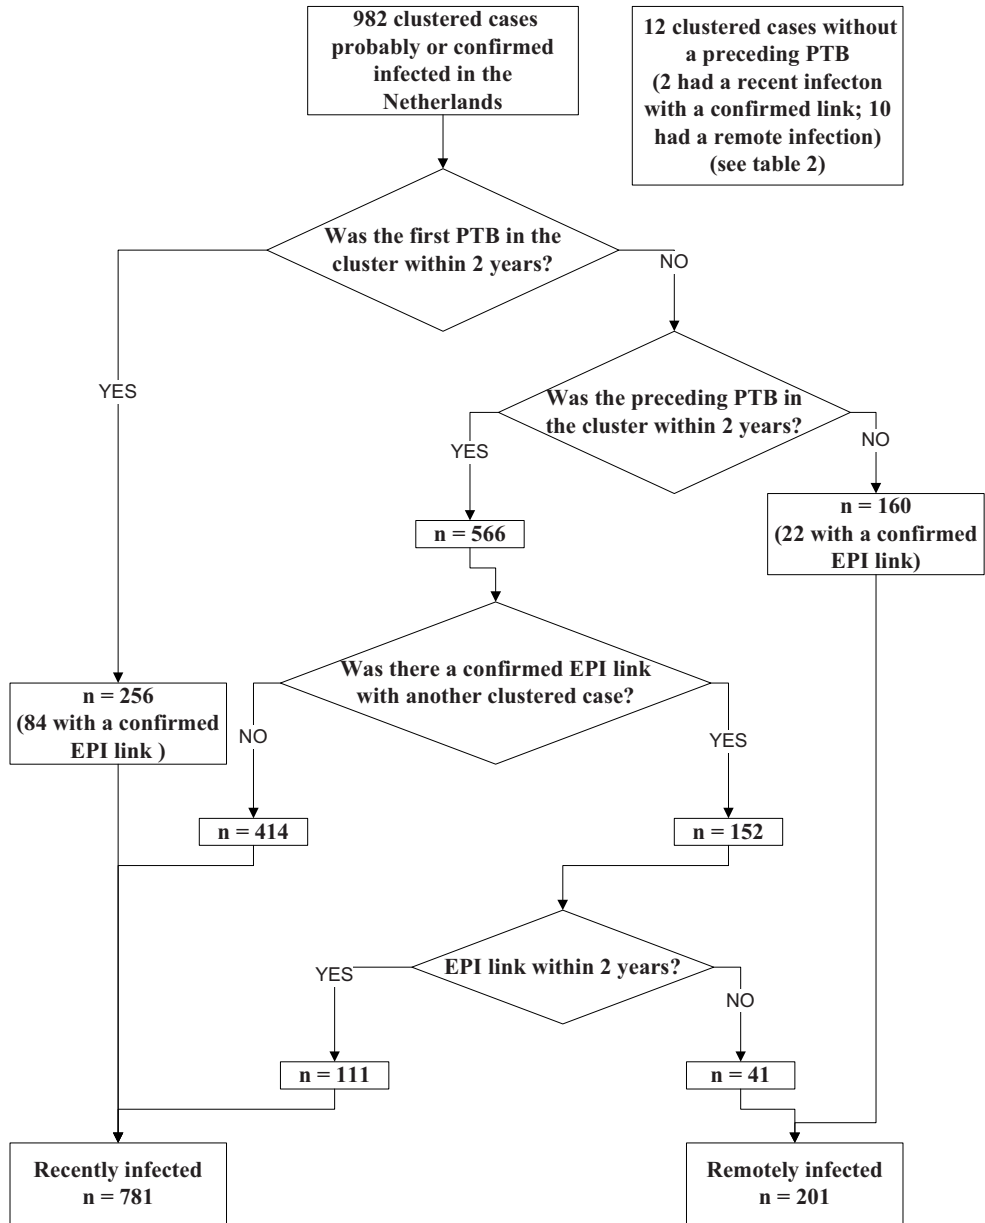 982 clustered cases
probably or confirmed
infected in the
Netherlands
12 clustered cases without
a preceding PTB
(2 had a recent infecton
with a confirmed link; 10
had a remote infection)
(see table 2)
Was the first PTB in the
cluster within 2 years?
NO
YES
Was the preceding PTB in
the cluster within 2 years?
YES
NO
n = 566
n = 160
(22 with a confirmed
EPI link)
Was there a confirmed EPI link
with another clustered case?
n = 256
(84 with a confirmed
EPI link )
NO
YES
n = 414
n = 152
EPI link within 2 years?
YES
NO
n = 111
n = 41
Recently infected
n = 781
Remotely infected
n = 201